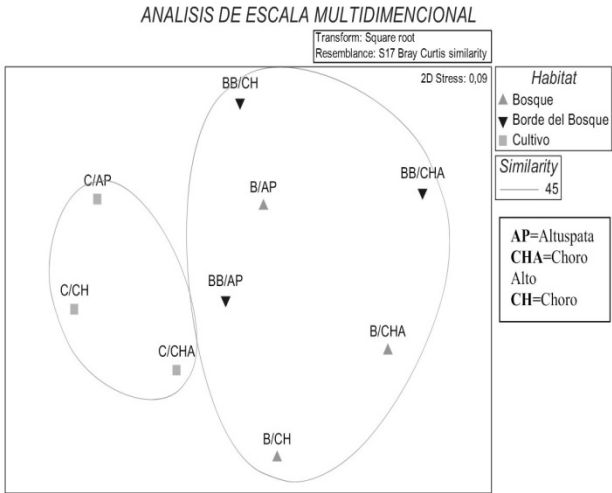 ANALISIS DE ESCALA MULTIDIMENCIONAL
Transform: Square root
Resemblance: S17 Bray Curtis similarity
2D Stress: 0,09
BB/CH
C/AP
B/AP
BB/CHA
BB/AP
C/CH
C/CHA
B/CHA
B/CH
Habitat
Bosque
Borde del Bosque
Cultivo
Similarity
45
AP=Altuspata
CHA=Choro
Alto
CH=Choro